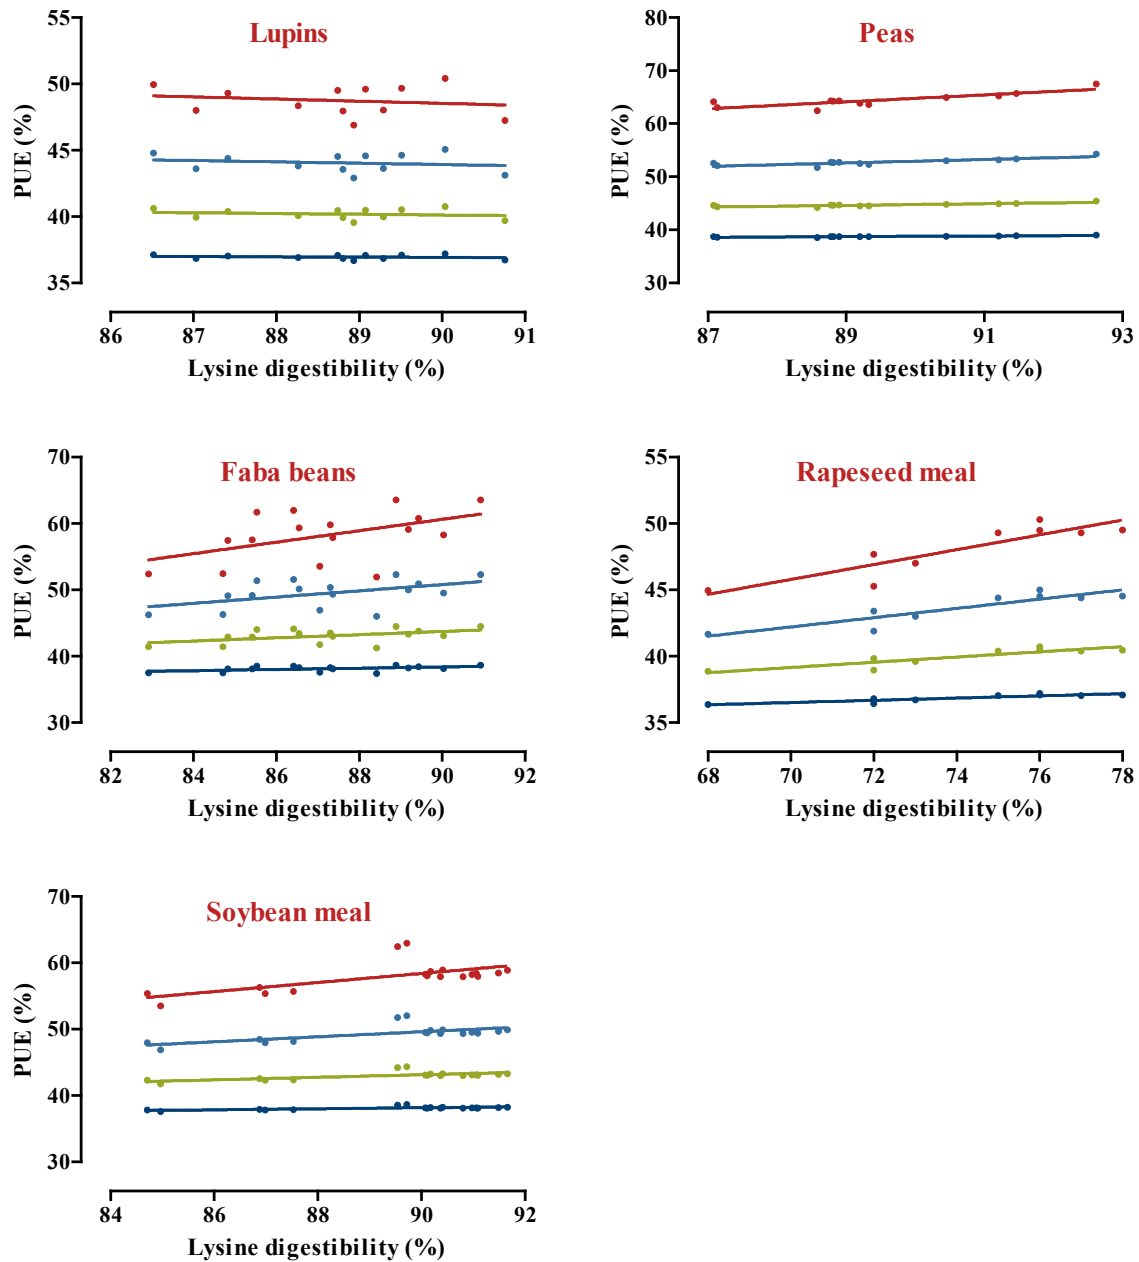 Lupins
PUE (%)
55
50
45
40
35
86 87 88 89 90 91
Lysine digestibility (%)
Peas
PUE (%)
80
70
60
50
40
30
87 89 91 93
Lysine digestibility (%)
Faba beans
PUE (%)
70
60
50
40
30
82 84 86 88 90 92
Lysine digestibility (%)
Rapeseed meal
PUE (%)
55
50
45
40
35
68 70 72 74 76 78
Lysine digestibility (%)
Soybean meal
PUE (%)
70
60
50
40
30
84 86 88 90 92
Lysine digestibility (%)